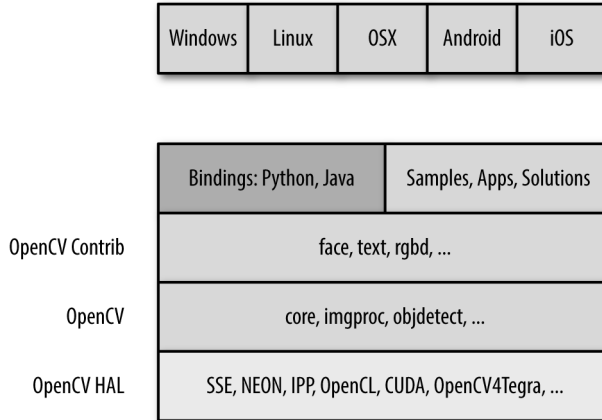 Windows Linux OSX Android iOS
Bindings: Python, Java Samples, Apps, Solutions
OpenCV Contrib face, text, rgbd, ...
OpenCV core, imgproc, objdetect, ...
OpenCV HAL SSE, NEON, IPP, OpenCL, CUDA, OpenCV4Tegra, ...